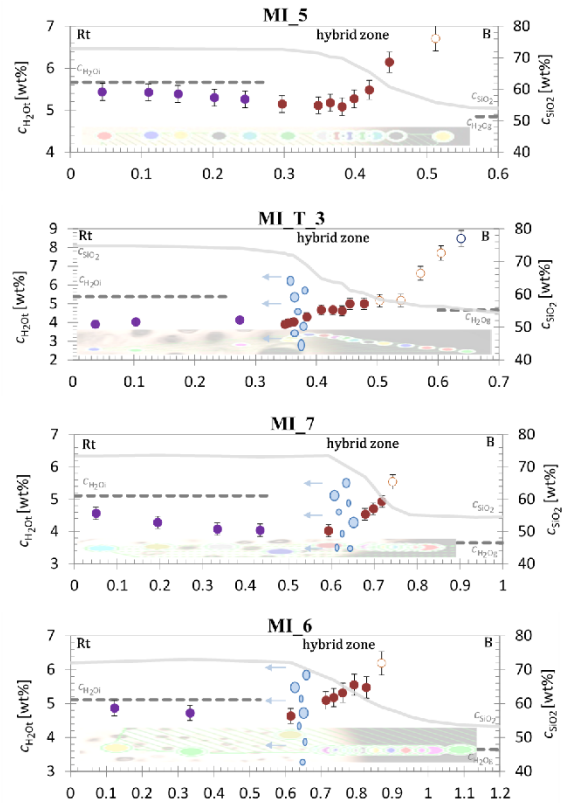 MI_5
7 Rt hybrid zone B 80
6 70
5 60
4 50
3 40
c_H2Ot [wt%]
c_H2Oi
c_SiO2
c_H2Og
c_SiO2 [wt%]
0 0.1 0.2 0.3 0.4 0.5 0.6
MI_T_3
9 Rt hybrid zone B 80
8
7 70
6
5 60
4 50
3
2 40
c_H2Ot [wt%]
c_SiO2
c_H2Oi
c_H2Og
c_SiO2 [wt%]
0 0.1 0.2 0.3 0.4 0.5 0.6 0.7
MI_7
7 Rt hybrid zone B 80
6 70
5 60
4 50
3 40
c_H2Ot [wt%]
c_H2Oi
c_SiO2
c_H2Og
c_SiO2 [wt%]
0 0.1 0.2 0.3 0.4 0.5 0.6 0.7 0.8 0.9 1
MI_6
7 Rt hybrid zone B 80
6 70
5 60
4 50
3 40
c_H2Ot [wt%]
c_H2Oi
c_SiO2
c_H2Og
c_SiO2 [wt%]
0 0.1 0.2 0.3 0.4 0.5 0.6 0.7 0.8 0.9 1 1.1 1.2